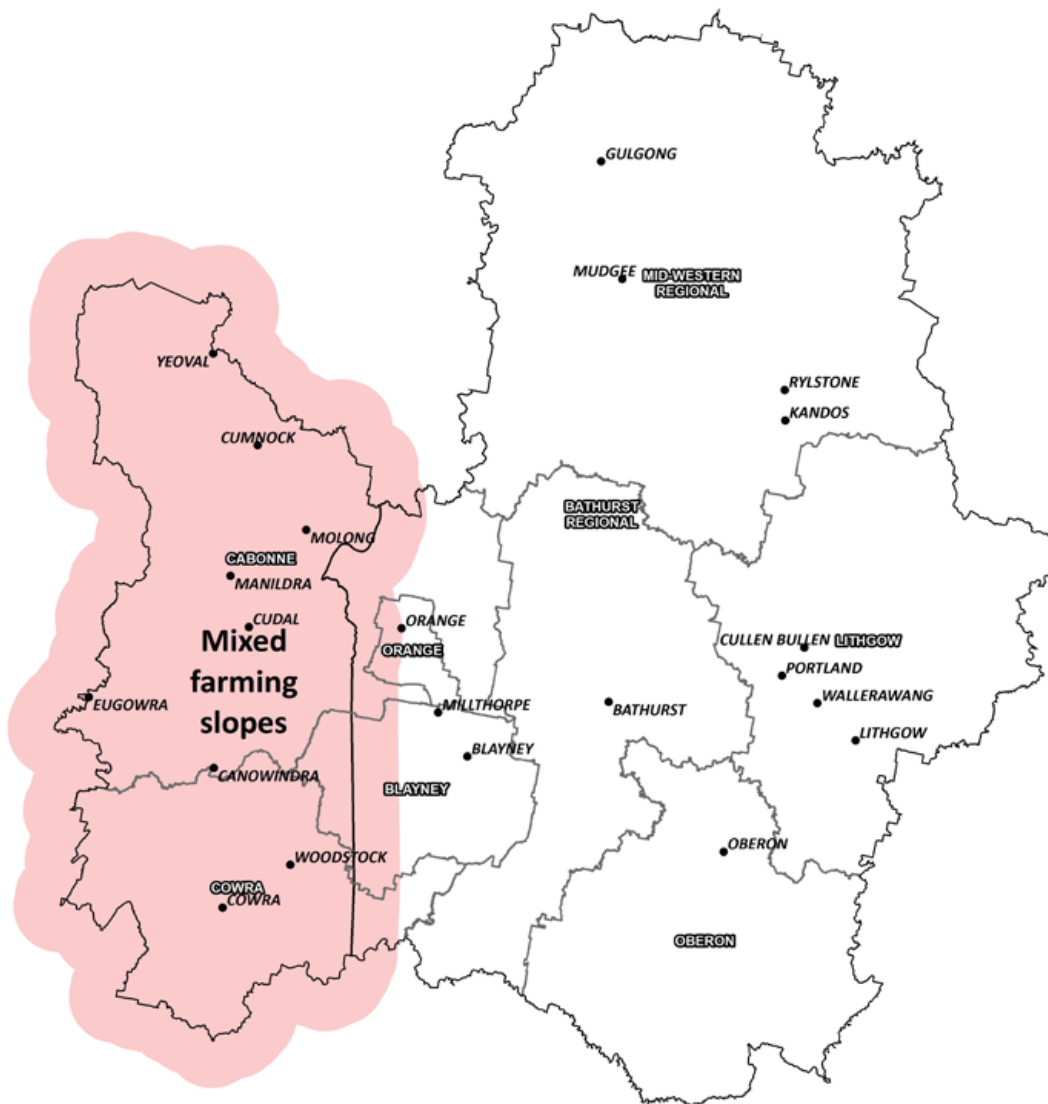 GULGONG
MUDGEE
MID-WESTERN
REGIONAL
YEOVAL
RYLSTONE
KANDOS
CUMNOCK
BATHURST
REGIONAL
MOLONG
CABONNE
MANILDRA
CUDAL
Mixed
farming
slopes
ORANGE
ORANGE
CULLEN BULLEN
LITHGOW
PORTLAND
EUGOWRA
MILLTHORPE
BATHURST
WALLERAWANG
LITHGOW
BLAYNEY
CANOWINDRA
BLAYNEY
WOODSTOCK
OBERON
COWRA
COWRA
OBERON